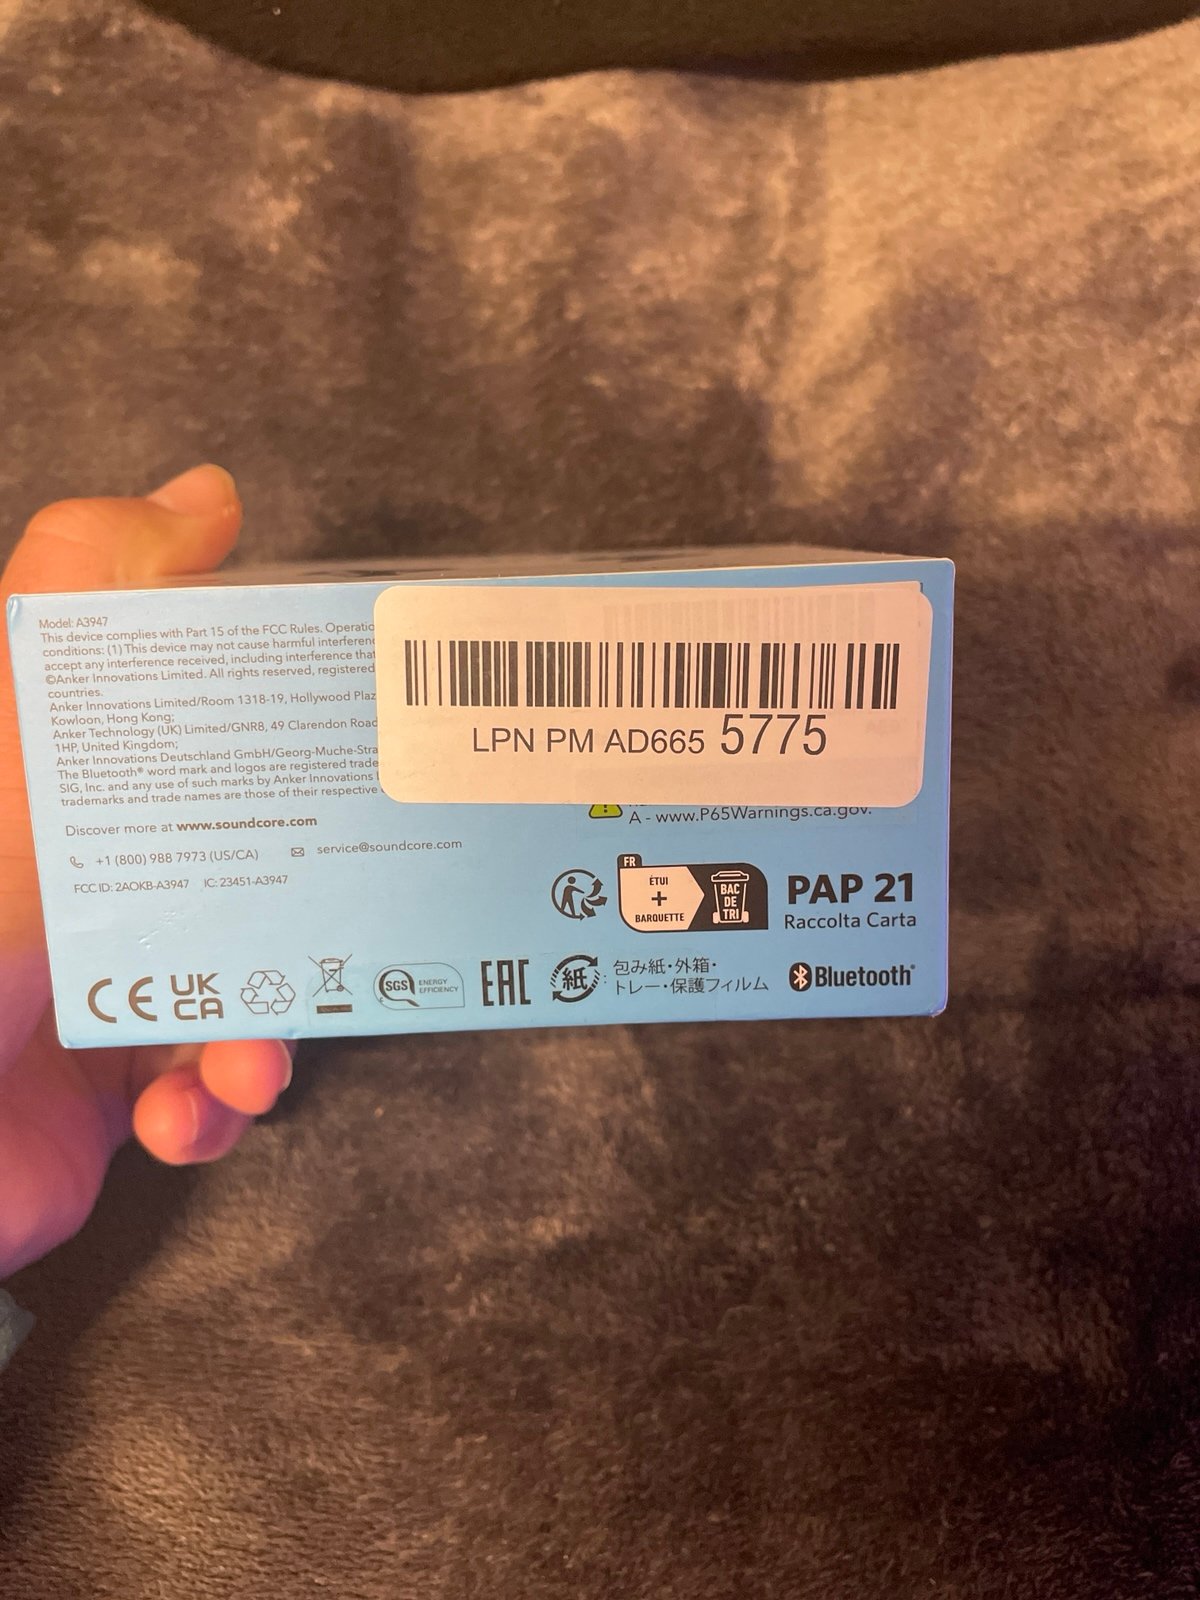 Model: A3947
This device complies with Part 15 of the FCC Rules. Operatio
conditions: (1) This device may not cause harmful interferenc
accept any interference received, including interference that
©Anker Innovations Limited. All rights reserved, registered
countries.
Anker Innovations Limited/Room 1318-19, Hollywood Plaz
Kowloon, Hong Kong;
Anker Technology (UK) Limited/GNR8, 49 Clarendon Road
1HP, United Kingdom;
Anker Innovations Deutschland GmbH/Georg-Muche-Stra
The Bluetooth® word mark and logos are registered trade
SIG, Inc. and any use of such marks by Anker Innovations
trademarks and trade names are those of their respective
LPN PM AD665 5775
A - www.P65Warnings.ca.gov.
Discover more at www.soundcore.com
+1 (800) 988 7973 (US/CA) service@soundcore.com
FCC ID: 2AOKB-A3947 IC: 23451-A3947
FR
ÉTUI
+
BARQUETTE
BAC
DE
TRI
PAP 21
Raccolta Carta
CE
UK
CA
SGS
ENERGY
EFFICIENCY
EAC
紙
包み紙・外箱・
トレー・保護フィルム
Bluetooth®